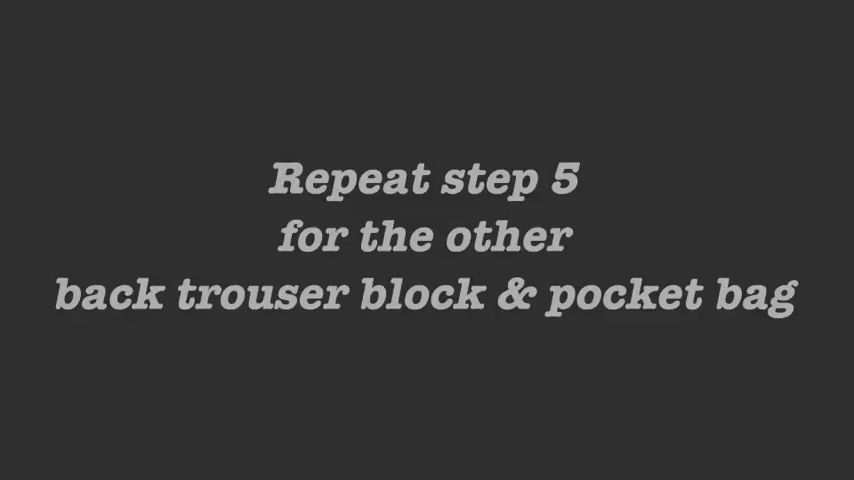 Repeat step 5
for the other
back trouser block & pocket bag